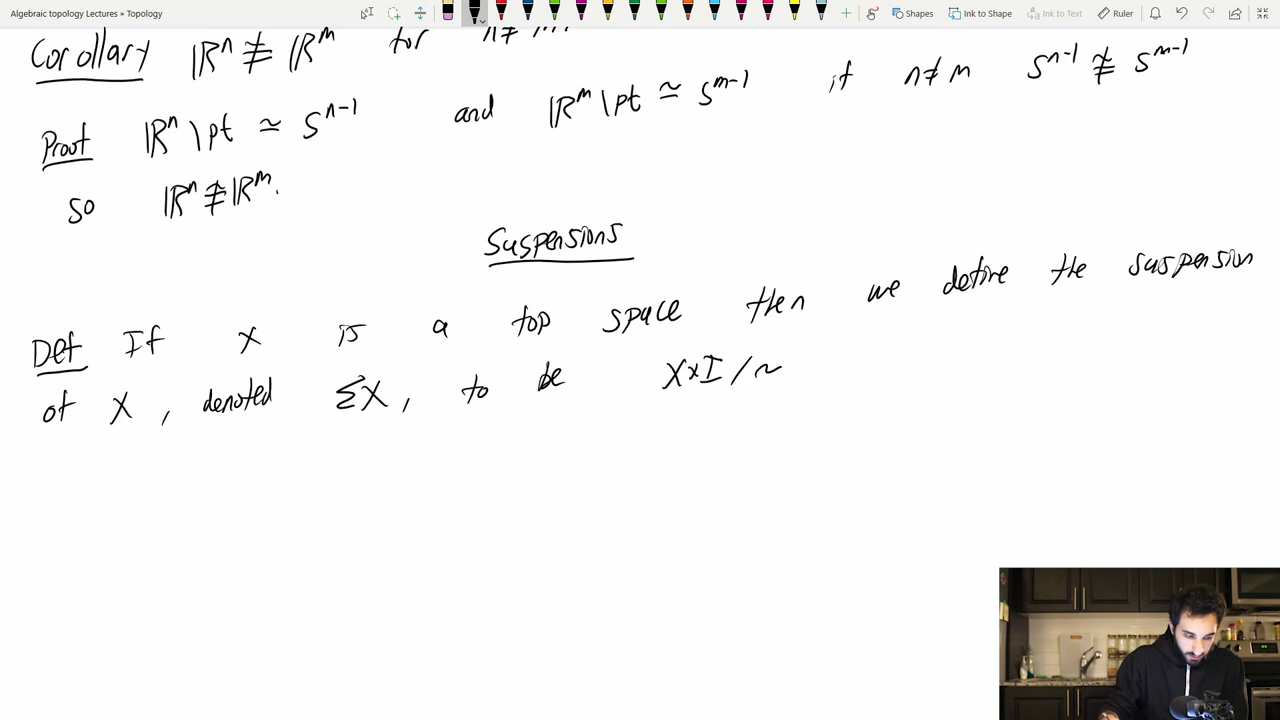 Algebraic topology Lectures » Topology
Shapes Ink to Shape Ink to Text Ruler
Corollary ℝⁿ ≇ ℝᵐ for n ≠ m.
Proof ℝⁿ \ pt ≃ Sⁿ⁻¹ and ℝᵐ \ pt ≃ Sᵐ⁻¹ if n ≠ m Sⁿ⁻¹ ≇ Sᵐ⁻¹
so ℝⁿ ≇ ℝᵐ.
Suspensions
Def If X is a top space then we define the suspension
of X, denoted ΣX, to be X×I/~